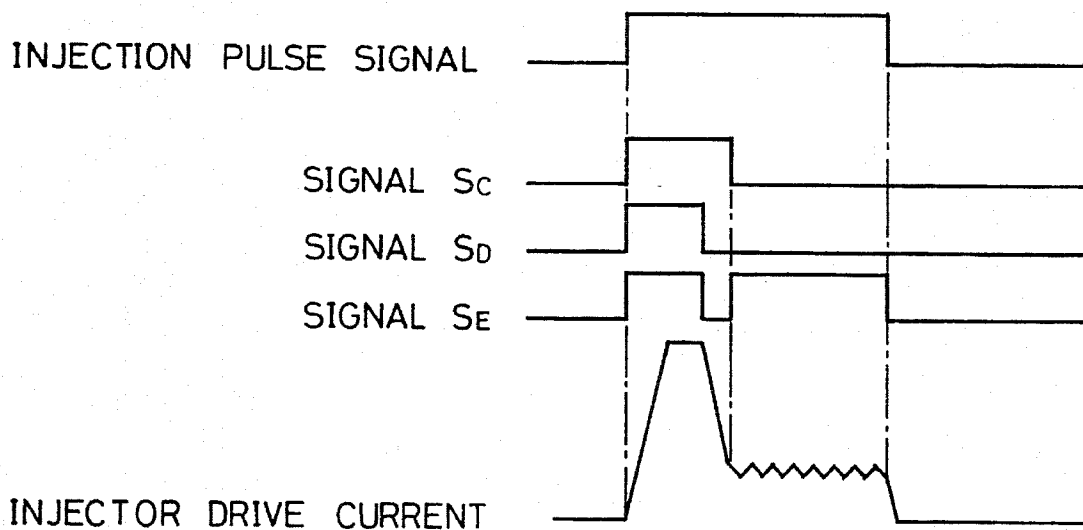 INJECTION PULSE SIGNAL
SIGNAL SC
SIGNAL SD
SIGNAL SE
INJECTOR DRIVE CURRENT